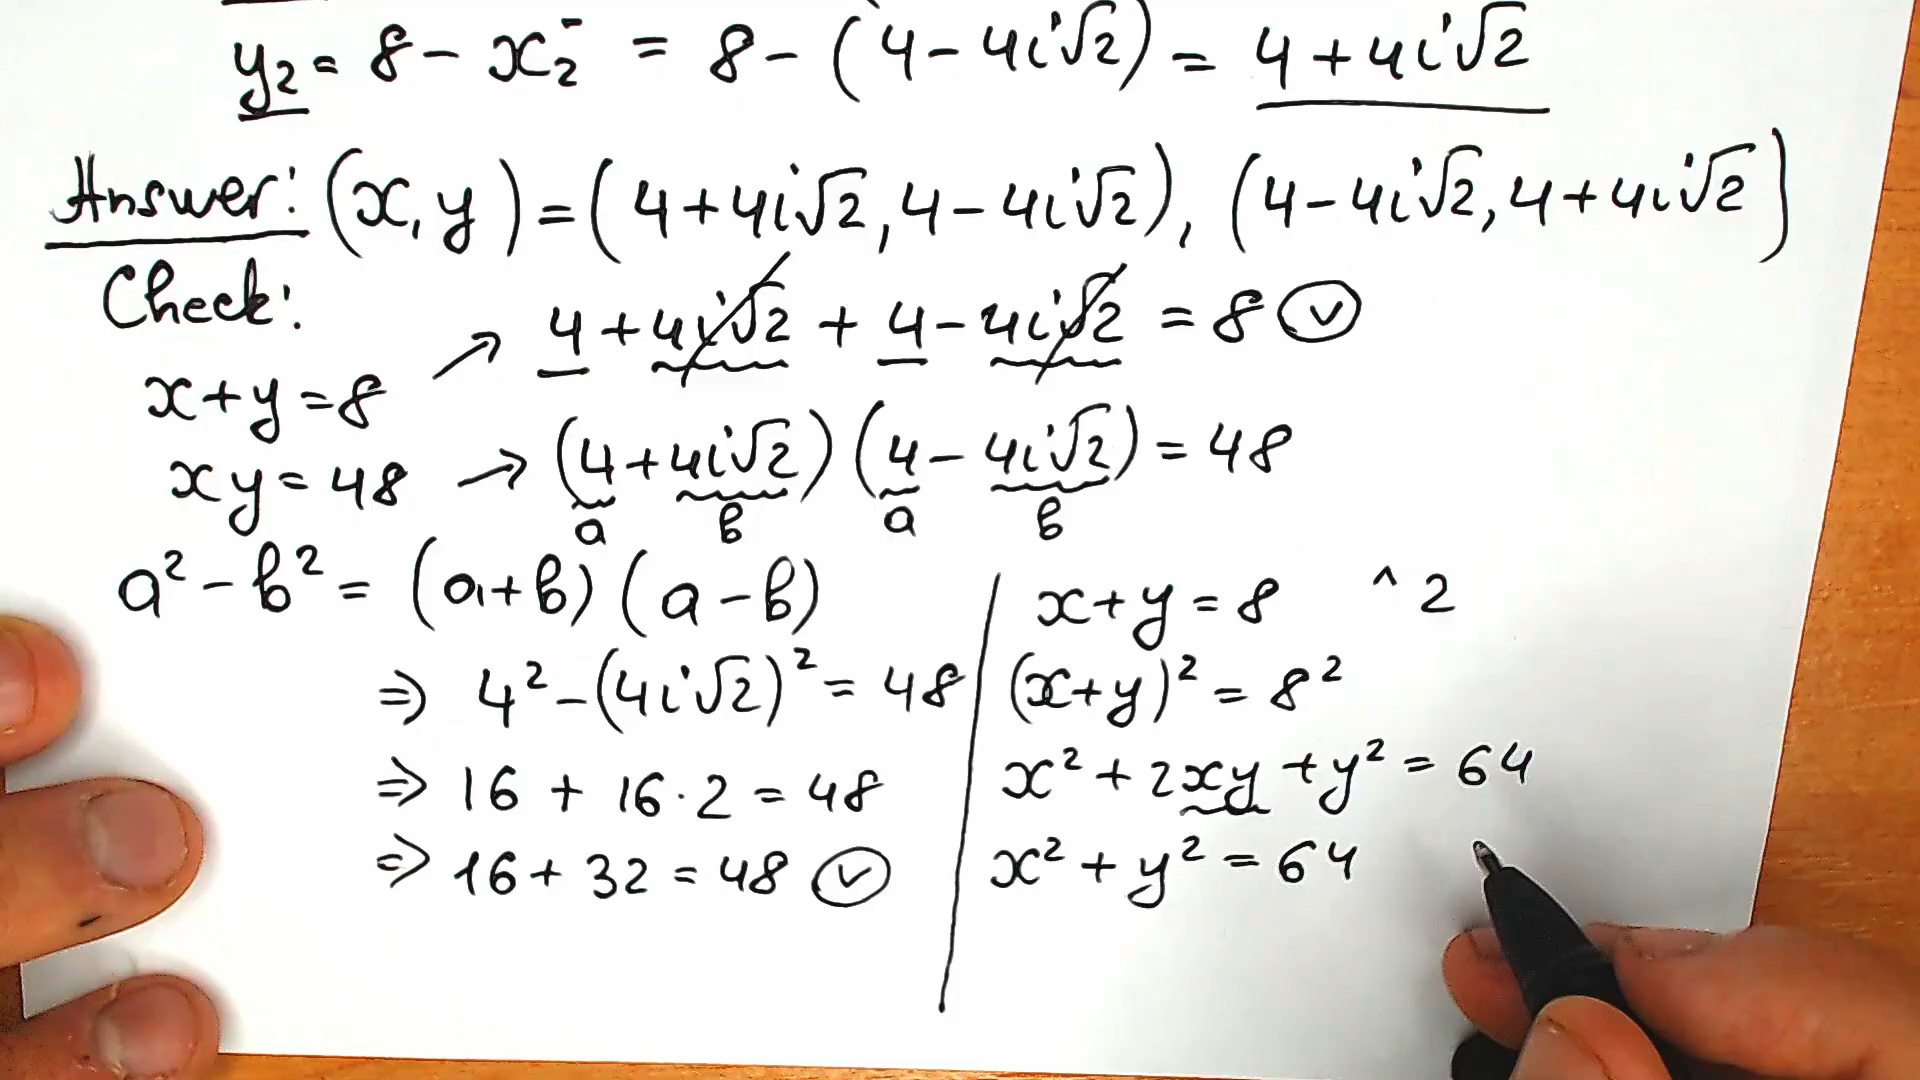 y₂ = 8 - x₂ = 8 - (4 - 4i√2) = 4 + 4i√2
Answer: (x, y) = (4 + 4i√2, 4 - 4i√2), (4 - 4i√2, 4 + 4i√2)
Check:
4 + 4i√2 + 4 - 4i√2 = 8 ✓
x + y = 8 →
xy = 48 → (4 + 4i√2)(4 - 4i√2) = 48
a b a b
a² - b² = (a + b)(a - b)
⇒ 4² - (4i√2)² = 48
⇒ 16 + 16·2 = 48
⇒ 16 + 32 = 48 ✓
x + y = 8 ^2
(x + y)² = 8²
x² + 2xy + y² = 64
x² + y² = 64